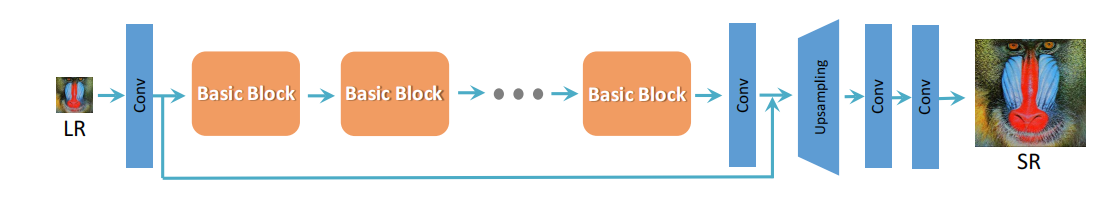 LR
Conv
Basic Block
Basic Block
Basic Block
Conv
Upsampling
Conv
Conv
SR